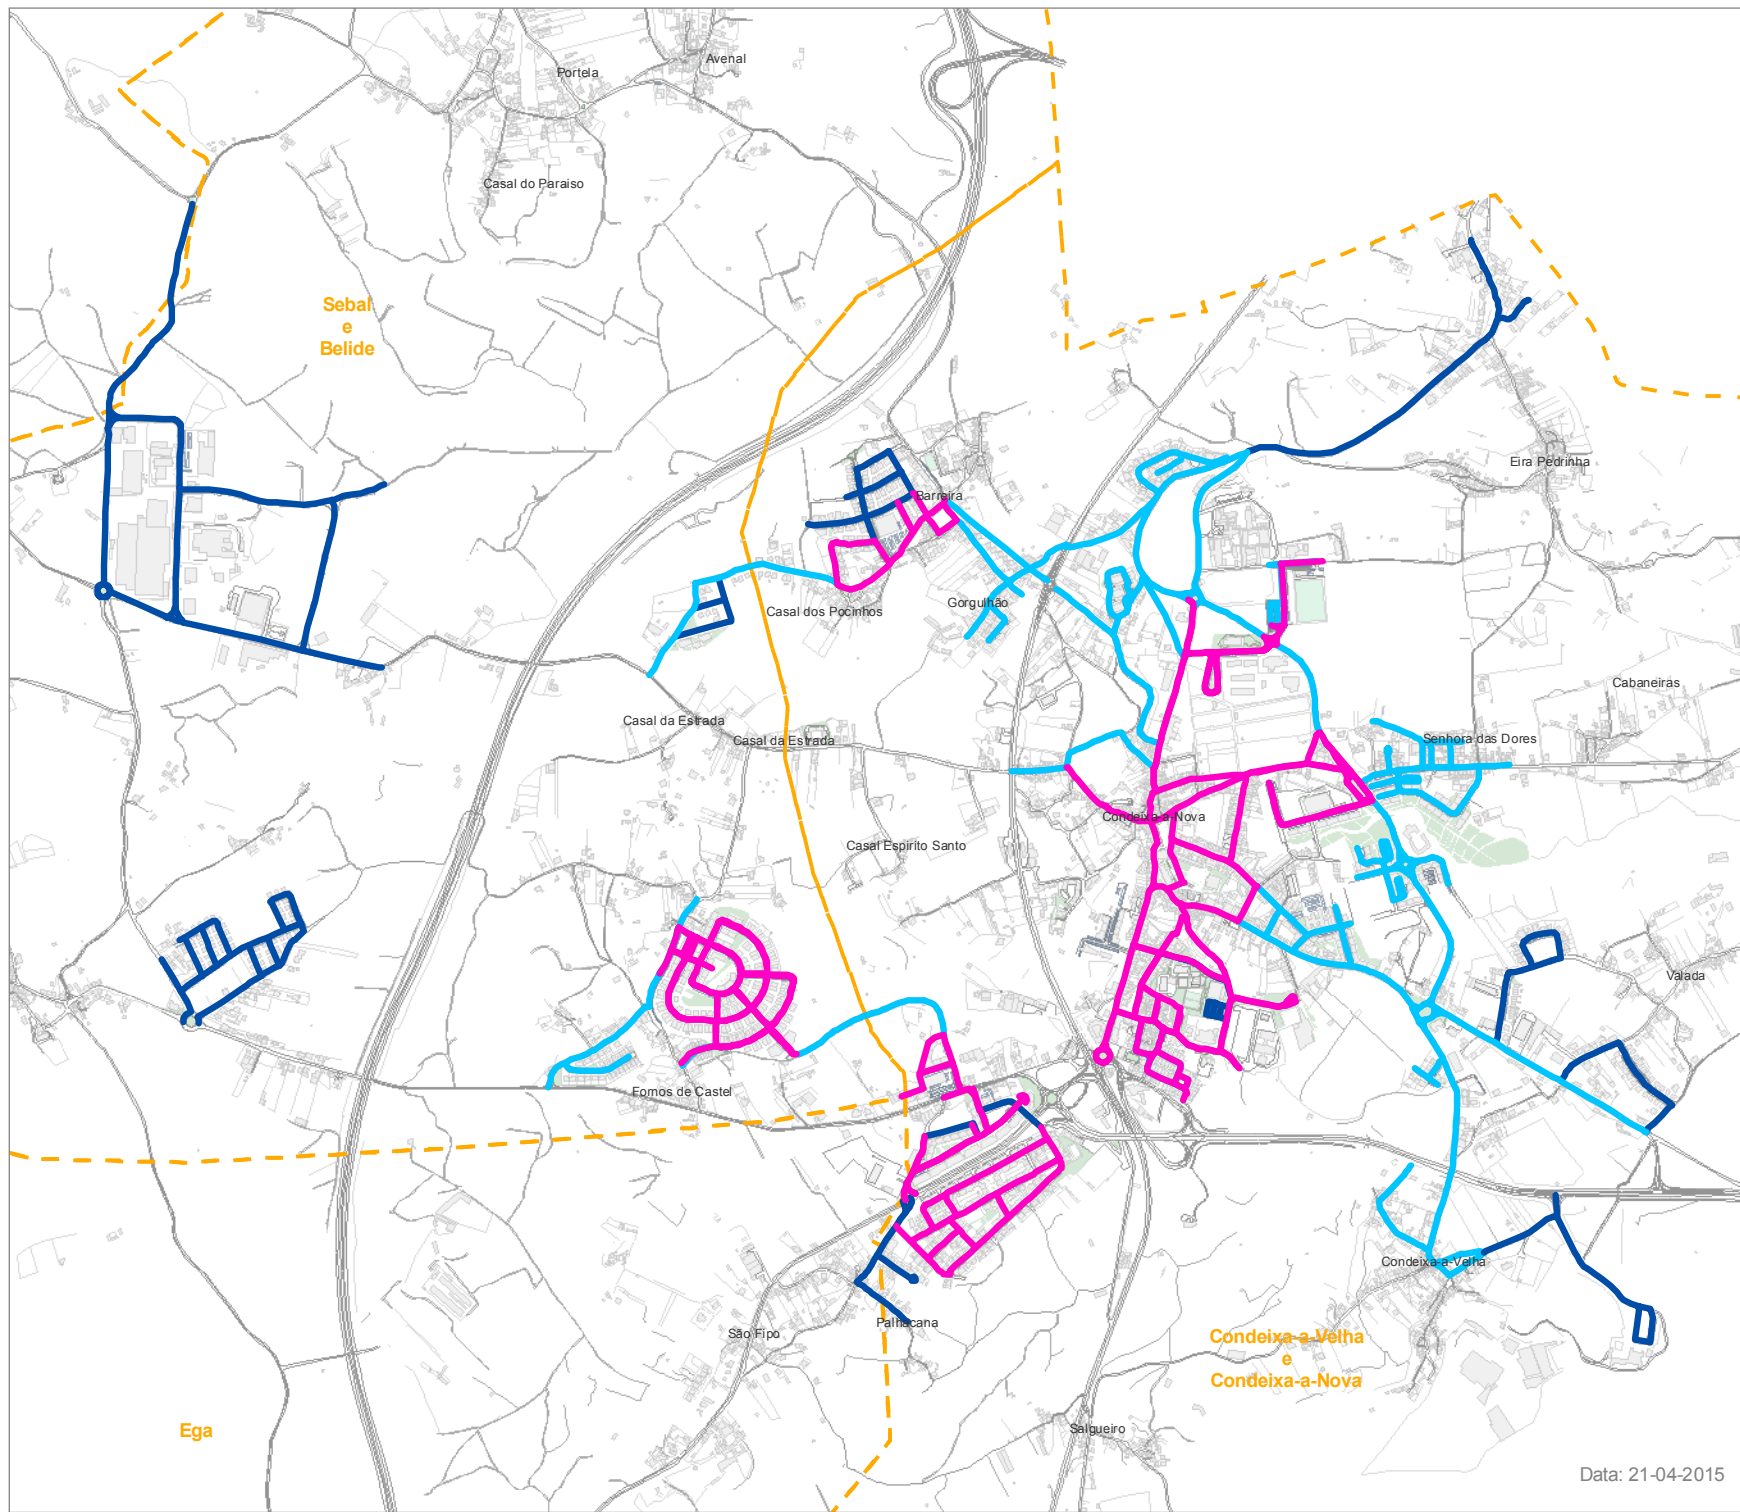 Avenal
Portela
Casal do Paraiso
Sebal
e
Belide
Eira Pedrinha
Barreira
Casal dos Pocinhos
Gorgulhão
Cabaneiras
Casal da Estrada
Casal da Estrada
Senhora das Dores
Condeixa-a-Nova
Casal Espirito Santo
Valada
Fornos de Castel
Condeixa-a-Velha
Palhacana
São Fipo
Condeixa-a-Velha
e
Condeixa-a-Nova
Ega
Salgueiro
Data: 21-04-2015